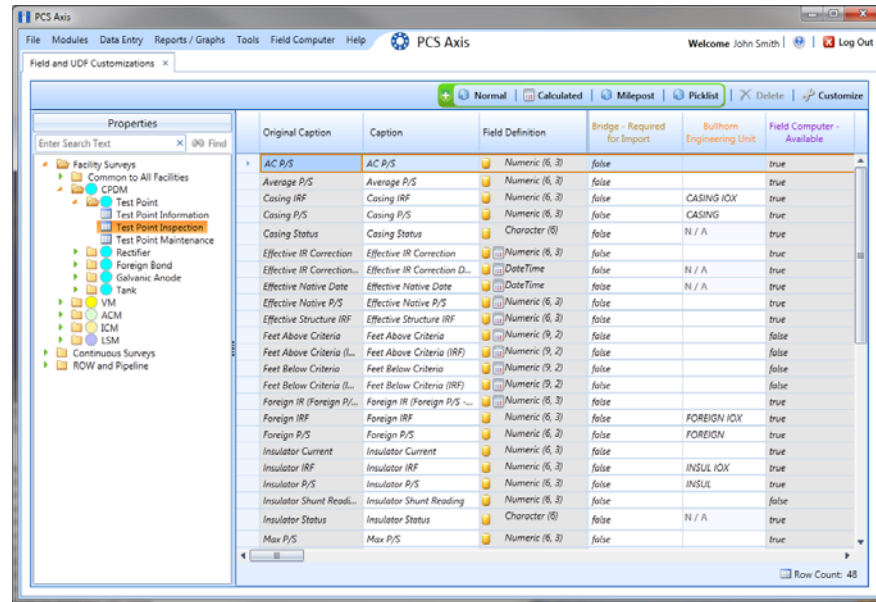 PCS Axis
File Modules Data Entry Reports / Graphs Tools Field Computer Help PCS Axis Welcome John Smith | Log Out
Field and UDF Customizations ×
Normal | Calculated | Milepost | Picklist | Delete | Customize
Properties
Enter Search Text × Find
Facility Surveys
Common to All Facilities
CPDM
Test Point
Test Point Information
Test Point Inspection
Test Point Maintenance
Rectifier
Foreign Bond
Galvanic Anode
Tank
VM
ACM
ICM
LSM
Continuous Surveys
ROW and Pipeline
Original Caption Caption Field Definition Bridge - Required for Import Bullhorn Engineering Unit Field Computer - Available
AC P/S AC P/S Numeric (6, 3) false true
Average P/S Average P/S Numeric (6, 3) false true
Casing IRF Casing IRF Numeric (6, 3) false CASING IOX true
Casing P/S Casing P/S Numeric (6, 3) false CASING true
Casing Status Casing Status Character (6) false N / A true
Effective IR Correction Effective IR Correction Numeric (6, 3) false true
Effective IR Correction... Effective IR Correction D... DateTime false N / A true
Effective Native Date Effective Native Date DateTime false N / A true
Effective Native P/S Effective Native P/S Numeric (6, 3) false true
Effective Structure IRF Effective Structure IRF Numeric (6, 3) false true
Feet Above Criteria Feet Above Criteria Numeric (9, 2) false false
Feet Above Criteria (I... Feet Above Criteria (IRF) Numeric (9, 2) false false
Feet Below Criteria Feet Below Criteria Numeric (9, 2) false false
Feet Below Criteria (I... Feet Below Criteria (IRF) Numeric (9, 2) false false
Foreign IR (Foreign P/... Foreign IR (Foreign P/S -... Numeric (6, 3) false true
Foreign IRF Foreign IRF Numeric (6, 3) false FOREIGN IOX true
Foreign P/S Foreign P/S Numeric (6, 3) false FOREIGN true
Insulator Current Insulator Current Numeric (6, 3) false true
Insulator IRF Insulator IRF Numeric (6, 3) false INSUL IOX true
Insulator P/S Insulator P/S Numeric (6, 3) false INSUL true
Insulator Shunt Readi... Insulator Shunt Reading Numeric (6, 3) false false
Insulator Status Insulator Status Character (6) false N / A true
Max P/S Max P/S Numeric (6, 3) false true
Row Count: 48